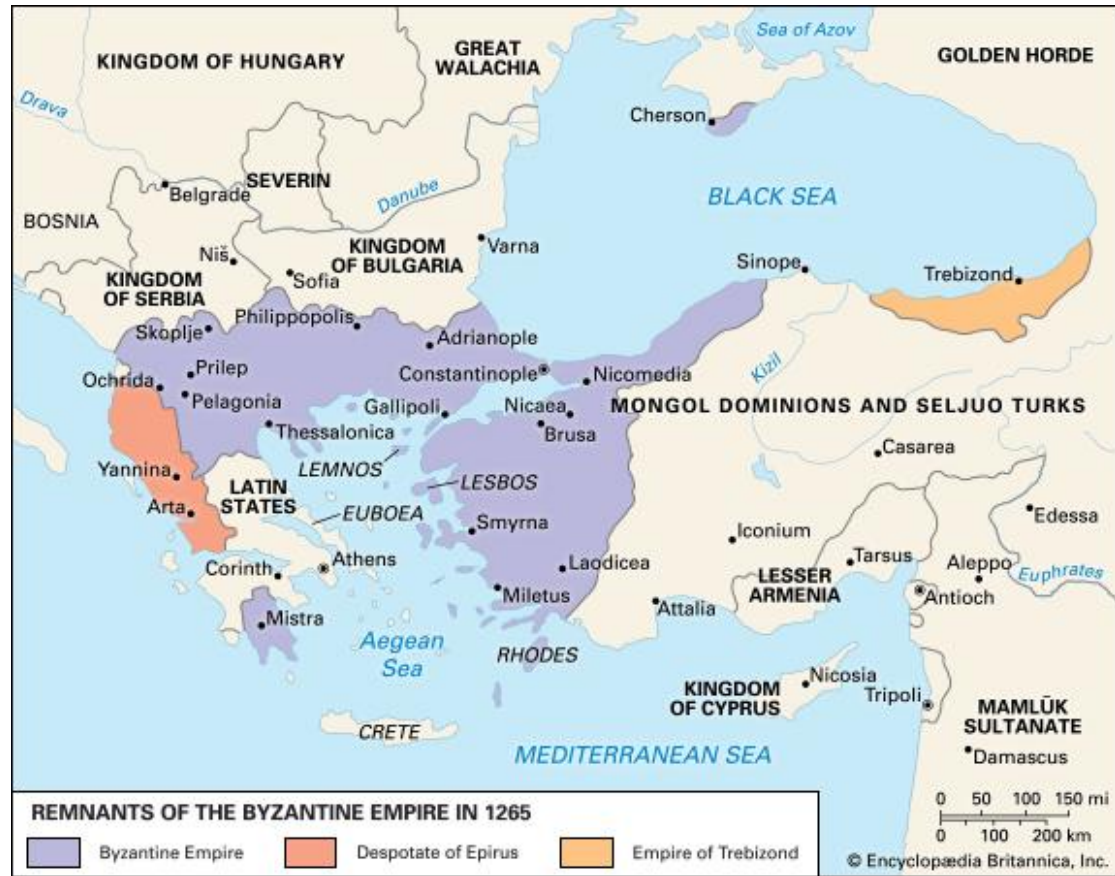 Sea of Azov
GREAT
WALACHIA
KINGDOM OF HUNGARY
GOLDEN HORDE
Drava
Cherson
SEVERIN
Belgrade
Danube
BLACK SEA
BOSNIA
KINGDOM
OF BULGARIA
Varna
Niš
Sofia
Sinope
Trebizond
KINGDOM
OF SERBIA
Philippopolis
Skoplje
Adrianople
Kizil
Prilep
Constantinople
Nicomedia
Ochrida
Pelagonia
Gallipoli
Nicaea
MONGOL DOMINIONS AND SELJUO TURKS
Thessalonica
Brusa
Casarea
Yannina
LEMNOS
LATIN
STATES
LESBOS
Arta
EUBOEA
Smyrna
Iconium
Edessa
Athens
Corinth
Laodicea
Tarsus
Aleppo
LESSER
ARMENIA
Euphrates
Miletus
Attalia
Antioch
Mistra
Aegean
Sea
RHODES
Nicosia
KINGDOM
OF CYPRUS
Tripoli
MAMLŪK
SULTANATE
CRETE
MEDITERRANEAN SEA
Damascus
REMNANTS OF THE BYZANTINE EMPIRE IN 1265
Byzantine Empire
Despotate of Epirus
Empire of Trebizond
0 50 100 150 mi
0 100 200 km
© Encyclopædia Britannica, Inc.